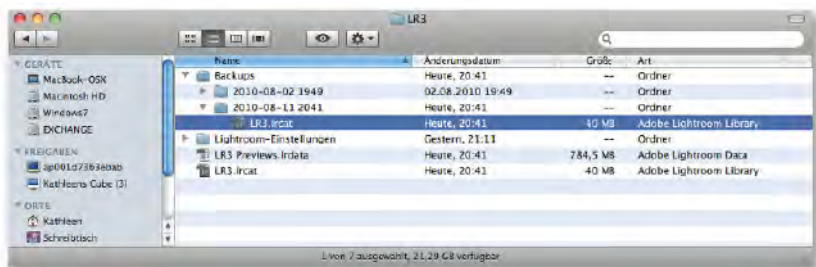 LR3
Name Änderungsdatum Größe Art
GERÄTE
MacBook-OSX
Macintosh HD
Windows7
EXCHANGE
FREIGABEN
ap001d7363ebab
Kathleens Cube (3)
ORTE
Kathleen
Schreibtisch
Backups Heute, 20:41 -- Ordner
2010-08-02 1949 02.08.2010 19:49 -- Ordner
2010-08-11 2041 Heute, 20:41 -- Ordner
LR3.lrcat Heute, 20:41 40 MB Adobe Lightroom Library
Lightroom-Einstellungen Gestern, 21:11 -- Ordner
LR3 Previews.lrdata Heute, 20:41 784,5 MB Adobe Lightroom Data
LR3.lrcat Heute, 20:41 40 MB Adobe Lightroom Library
1 von 7 ausgewählt, 21,29 GB verfügbar